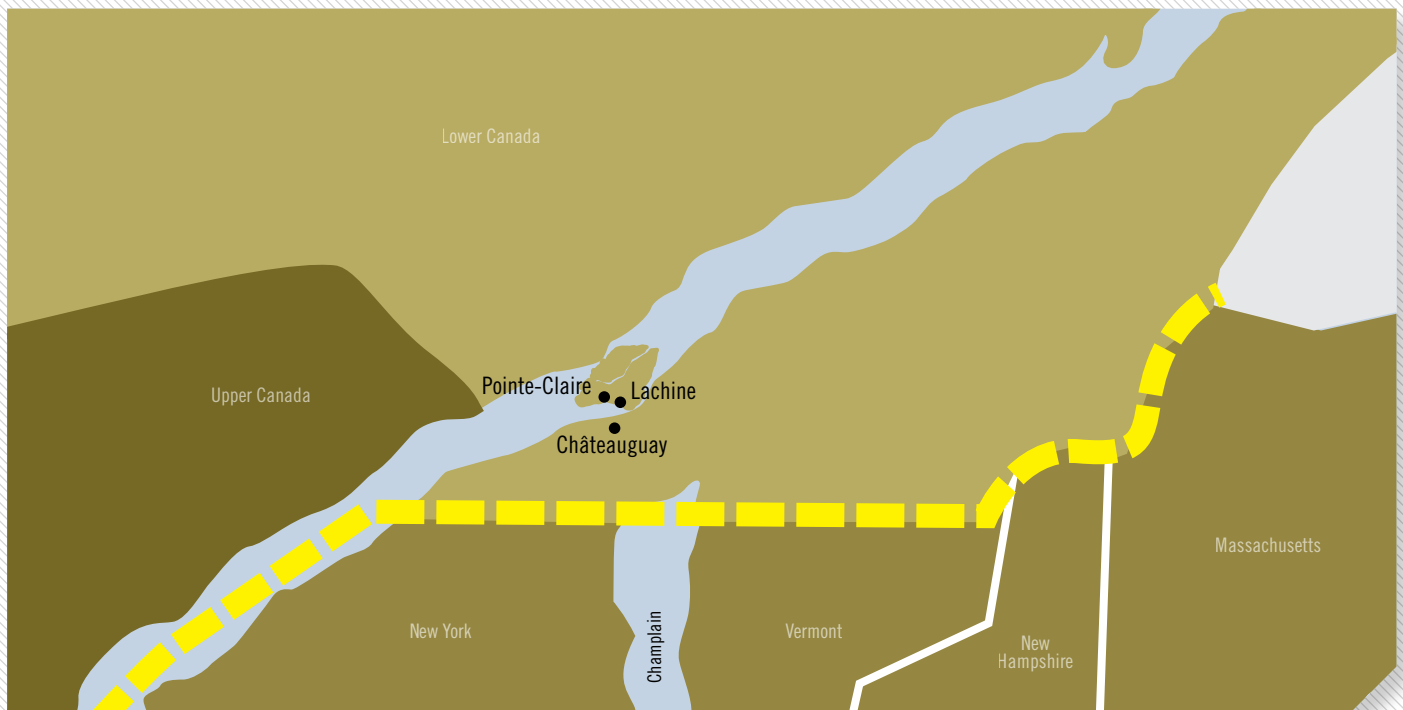 Lower Canada
Upper Canada
Pointe-Claire
Lachine
Châteauguay
Massachusetts
New York
Champlain
Vermont
New
Hampshire